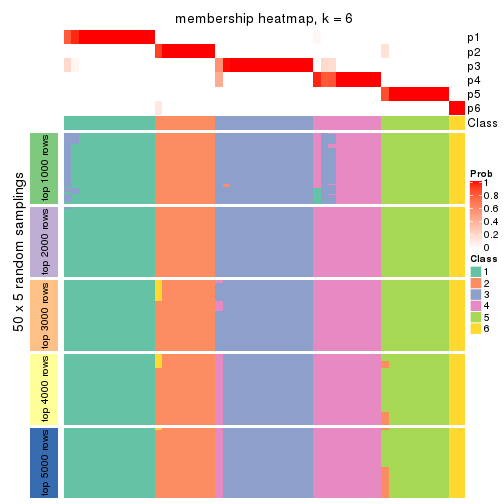 membership heatmap, k = 6
p1
p2
p3
p4
p5
p6
Class
50 x 5 random samplings
top 1000 rows
top 2000 rows
top 3000 rows
top 4000 rows
top 5000 rows
Prob
1
0.8
0.6
0.4
0.2
0
Class
1
2
3
4
5
6